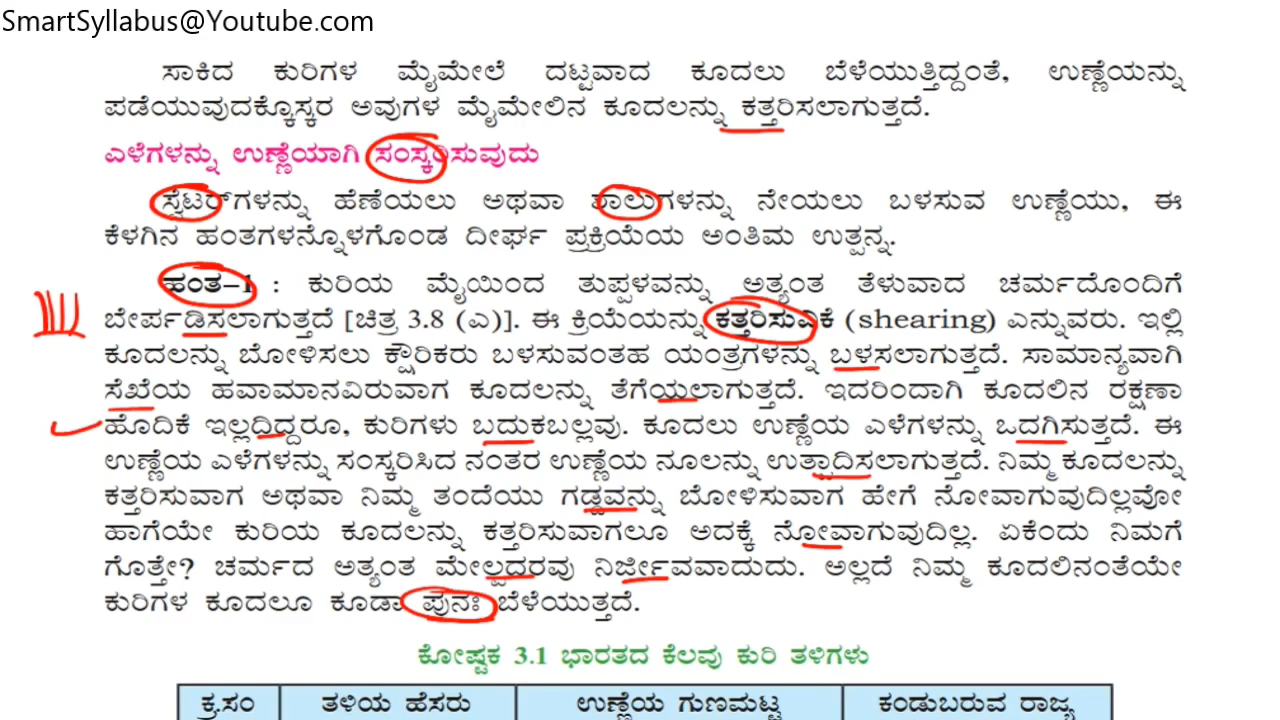 SmartSyllabus@Youtube.com
ಸಾಕಿದ ಕುರಿಗಳ ಮೈಮೇಲೆ ದಟ್ಟವಾದ ಕೂದಲು ಬೆಳೆಯುತ್ತಿದ್ದಂತೆ, ಉಣ್ಣೆಯನ್ನು
ಪಡೆಯುವುದಕ್ಕೋಸ್ಕರ ಅವುಗಳ ಮೈಮೇಲಿನ ಕೂದಲನ್ನು ಕತ್ತರಿಸಲಾಗುತ್ತದೆ.
ಎಳೆಗಳನ್ನು ಉಣ್ಣೆಯಾಗಿ ಸಂಸ್ಕರಿಸುವುದು
ಸ್ವೆಟರ್‌ಗಳನ್ನು ಹೆಣೆಯಲು ಅಥವಾ ಶಾಲುಗಳನ್ನು ನೇಯಲು ಬಳಸುವ ಉಣ್ಣೆಯು, ಈ
ಕೆಳಗಿನ ಹಂತಗಳನ್ನೊಳಗೊಂಡ ದೀರ್ಘ ಪ್ರಕ್ರಿಯೆಯ ಅಂತಿಮ ಉತ್ಪನ್ನ.
ಹಂತ–1 : ಕುರಿಯ ಮೈಯಿಂದ ತುಪ್ಪಳವನ್ನು ಅತ್ಯಂತ ತೆಳುವಾದ ಚರ್ಮದೊಂದಿಗೆ
ಬೇರ್ಪಡಿಸಲಾಗುತ್ತದೆ [ಚಿತ್ರ 3.8 (ಎ)]. ಈ ಕ್ರಿಯೆಯನ್ನು ಕತ್ತರಿಸುವಿಕೆ (shearing) ಎನ್ನುವರು. ಇಲ್ಲಿ
ಕೂದಲನ್ನು ಬೋಳಿಸಲು ಕ್ಷೌರಿಕರು ಬಳಸುವಂತಹ ಯಂತ್ರಗಳನ್ನು ಬಳಸಲಾಗುತ್ತದೆ. ಸಾಮಾನ್ಯವಾಗಿ
ಸೆಖೆಯ ಹವಾಮಾನವಿರುವಾಗ ಕೂದಲನ್ನು ತೆಗೆಯಲಾಗುತ್ತದೆ. ಇದರಿಂದಾಗಿ ಕೂದಲಿನ ರಕ್ಷಣಾ
ಹೊದಿಕೆ ಇಲ್ಲದಿದ್ದರೂ, ಕುರಿಗಳು ಬದುಕಬಲ್ಲವು. ಕೂದಲು ಉಣ್ಣೆಯ ಎಳೆಗಳನ್ನು ಒದಗಿಸುತ್ತದೆ. ಈ
ಉಣ್ಣೆಯ ಎಳೆಗಳನ್ನು ಸಂಸ್ಕರಿಸಿದ ನಂತರ ಉಣ್ಣೆಯ ನೂಲನ್ನು ಉತ್ಪಾದಿಸಲಾಗುತ್ತದೆ. ನಿಮ್ಮ ಕೂದಲನ್ನು
ಕತ್ತರಿಸುವಾಗ ಅಥವಾ ನಿಮ್ಮ ತಂದೆಯು ಗಡ್ಡವನ್ನು ಬೋಳಿಸುವಾಗ ಹೇಗೆ ನೋವಾಗುವುದಿಲ್ಲವೋ
ಹಾಗೆಯೇ ಕುರಿಯ ಕೂದಲನ್ನು ಕತ್ತರಿಸುವಾಗಲೂ ಅದಕ್ಕೆ ನೋವಾಗುವುದಿಲ್ಲ. ಏಕೆಂದು ನಿಮಗೆ
ಗೊತ್ತೇ? ಚರ್ಮದ ಅತ್ಯಂತ ಮೇಲ್ಪದರವು ನಿರ್ಜೀವವಾದುದು. ಅಲ್ಲದೆ ನಿಮ್ಮ ಕೂದಲಿನಂತೆಯೇ
ಕುರಿಗಳ ಕೂದಲೂ ಕೂಡಾ ಪುನಃ ಬೆಳೆಯುತ್ತದೆ.
ಕೋಷ್ಟಕ 3.1 ಭಾರತದ ಕೆಲವು ಕುರಿ ತಳಿಗಳು
ಕ್ರ.ಸಂ ತಳಿಯ ಹೆಸರು ಉಣ್ಣೆಯ ಗುಣಮಟ್ಟ ಕಂಡುಬರುವ ರಾಜ್ಯ